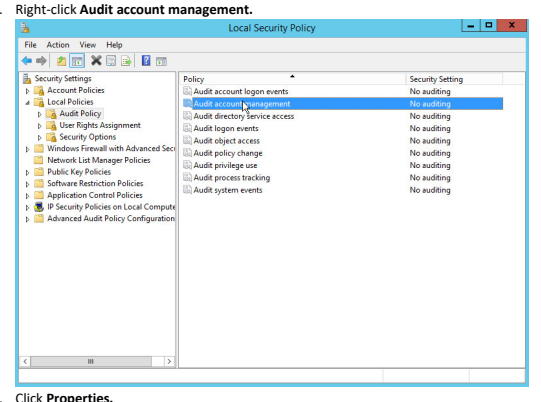 . Right-click Audit account management.
Local Security Policy
File Action View Help
Security Settings
Account Policies
Local Policies
Audit Policy
User Rights Assignment
Security Options
Windows Firewall with Advanced Secu
Network List Manager Policies
Public Key Policies
Software Restriction Policies
Application Control Policies
IP Security Policies on Local Compute
Advanced Audit Policy Configuration
Policy Security Setting
Audit account logon events No auditing
Audit account management No auditing
Audit directory service access No auditing
Audit logon events No auditing
Audit object access No auditing
Audit policy change No auditing
Audit privilege use No auditing
Audit process tracking No auditing
Audit system events No auditing
. Click Properties.